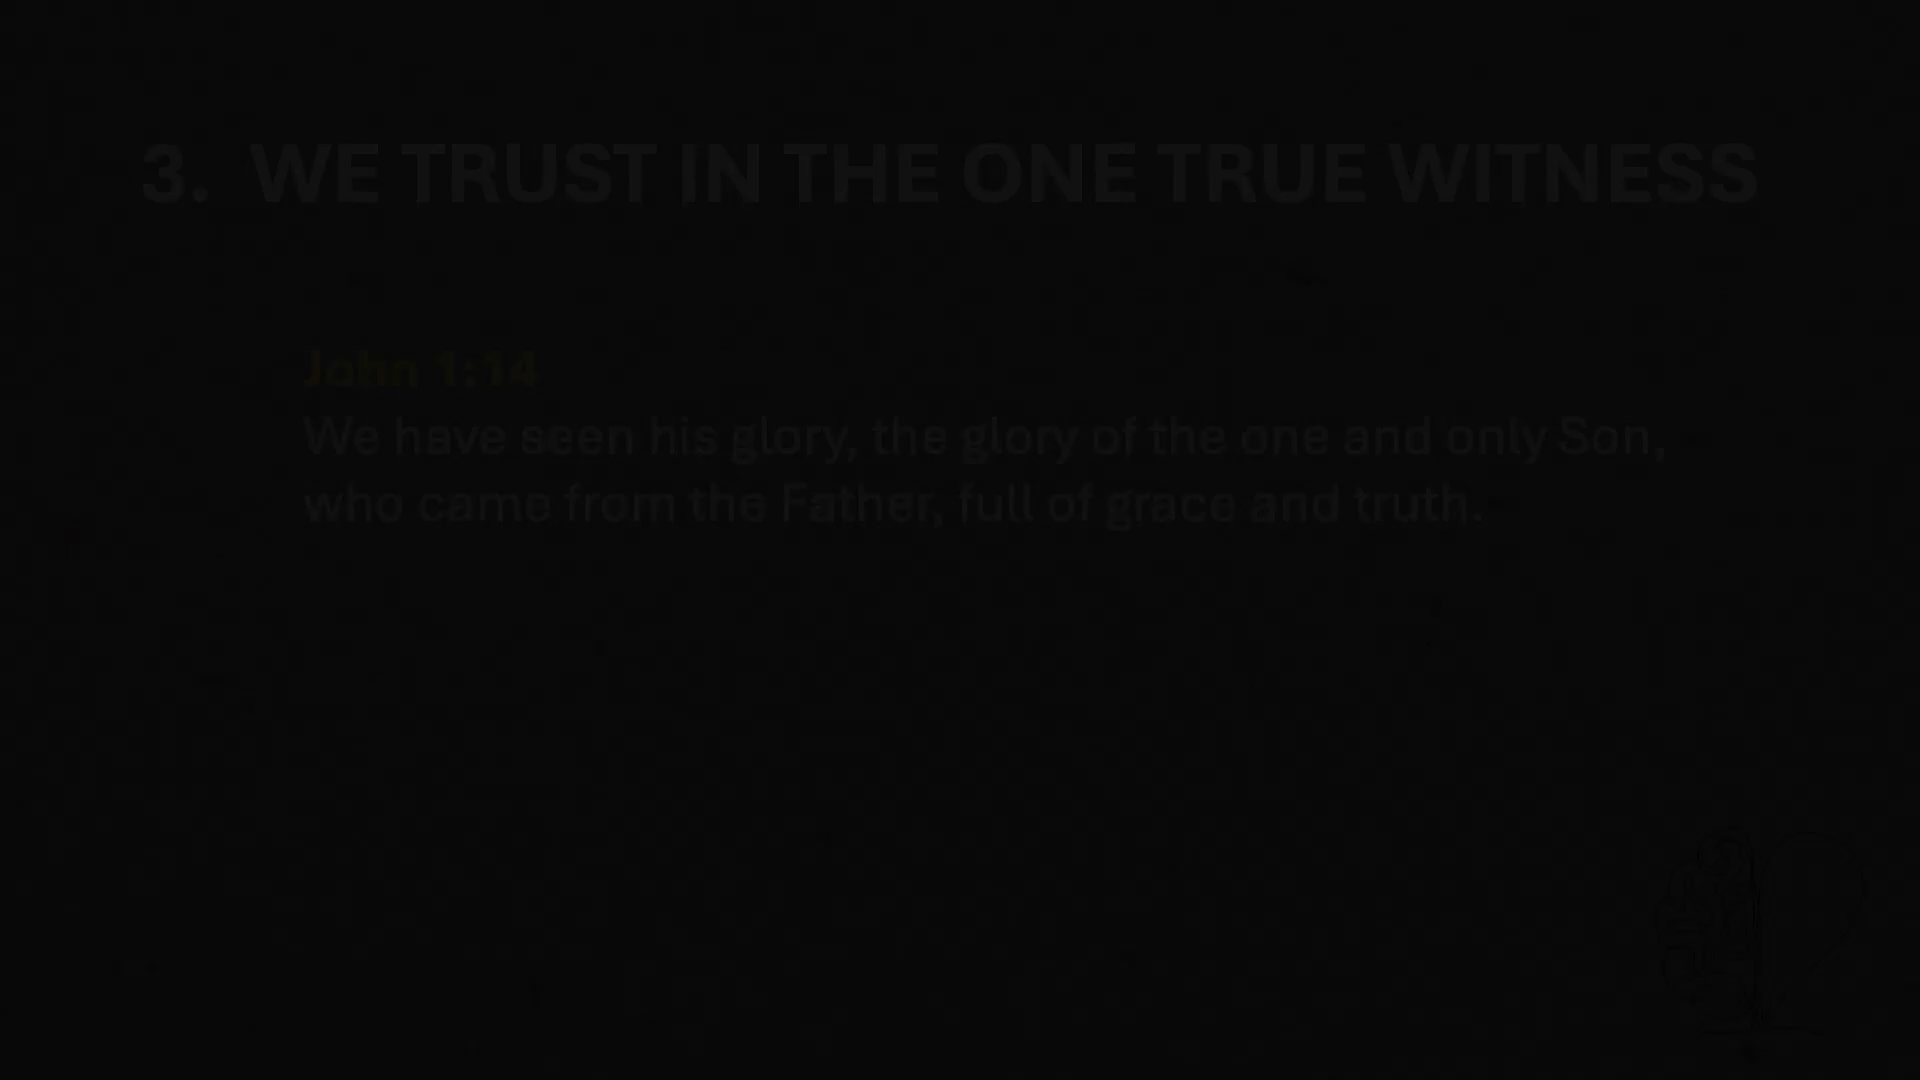 3. WE TRUST IN THE ONE TRUE WITNESS
John 1:14
We have seen his glory, the glory of the one and only Son,
who came from the Father, full of grace and truth.